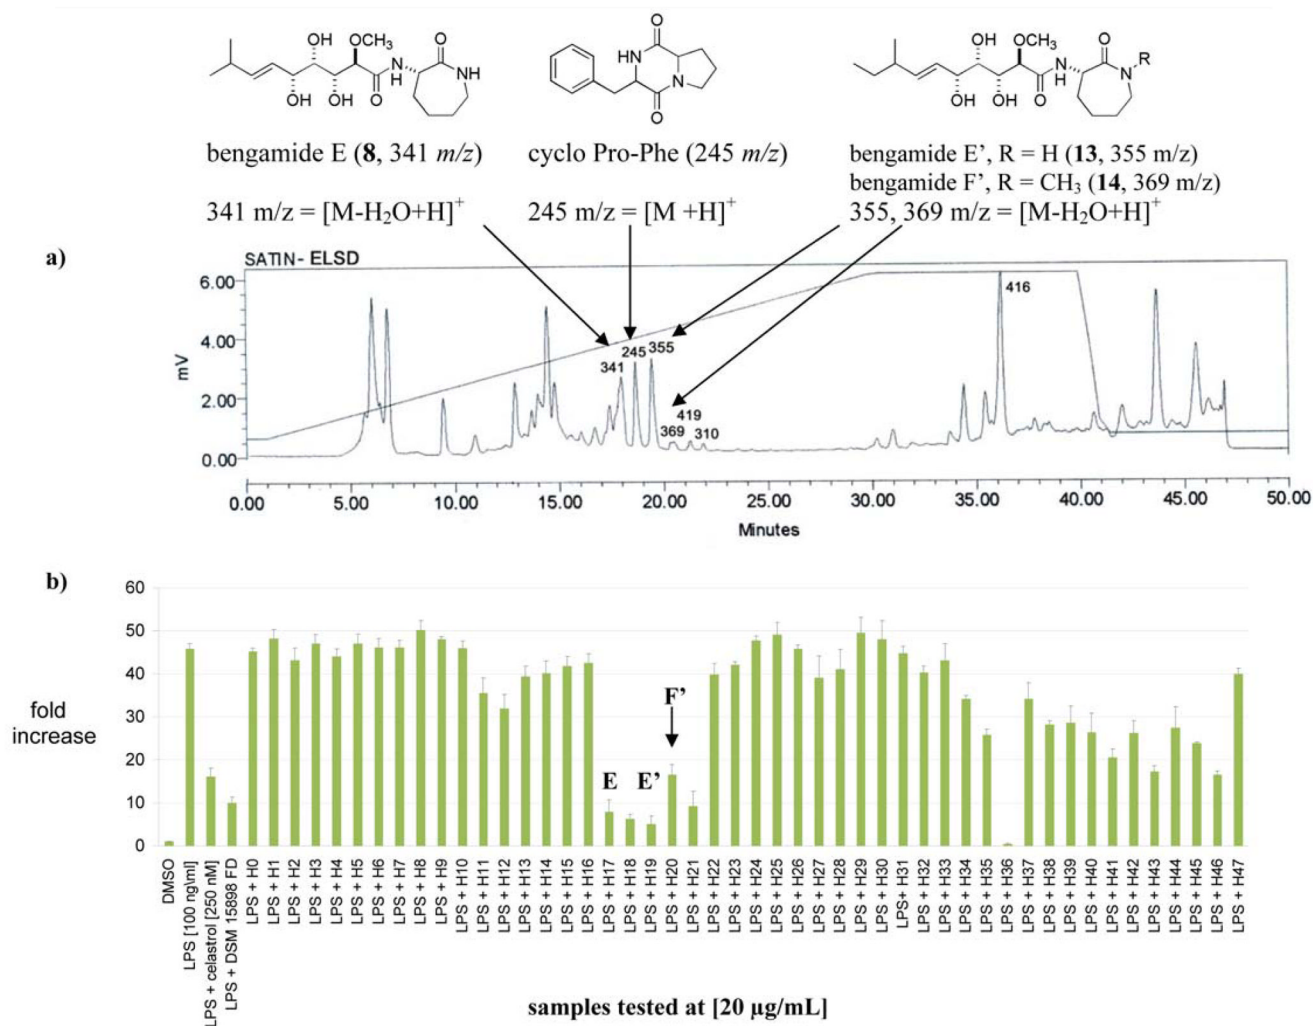 OH OCH₃ O
H
N
NH
OH OH O
O
HN
N
O
OH OCH₃ O R
H
N
N
OH OH O
bengamide E (8, 341 m/z)
cyclo Pro-Phe (245 m/z)
bengamide E’, R = H (13, 355 m/z)
bengamide F’, R = CH₃ (14, 369 m/z)
341 m/z = [M-H₂O+H]⁺
245 m/z = [M +H]⁺
355, 369 m/z = [M-H₂O+H]⁺
a)
SATIN- ELSD
6.00
4.00
2.00
0.00
mV
341
245
355
369
419
310
416
0.00 5.00 10.00 15.00 20.00 25.00 30.00 35.00 40.00 45.00 50.00
Minutes
b)
60
50
40
30
20
10
0
fold
increase
E
E’
F’
DMSO
LPS [100 ng\ml]
LPS + celastrol [250 nM]
LPS + DSM 15898 FD
LPS + H0
LPS + H1
LPS + H2
LPS + H3
LPS + H4
LPS + H5
LPS + H6
LPS + H7
LPS + H8
LPS + H9
LPS + H10
LPS + H11
LPS + H12
LPS + H13
LPS + H14
LPS + H15
LPS + H16
LPS + H17
LPS + H18
LPS + H19
LPS + H20
LPS + H21
LPS + H22
LPS + H23
LPS + H24
LPS + H25
LPS + H26
LPS + H27
LPS + H28
LPS + H29
LPS + H30
LPS+ H31
LPS + H32
LPS + H33
LPS + H34
LPS + H35
LPS + H36
LPS + H37
LPS + H38
LPS + H39
LPS + H40
LPS + H41
LPS + H42
LPS + H43
LPS + H44
LPS + H45
LPS + H46
LPS + H47
samples tested at [20 µg/mL]